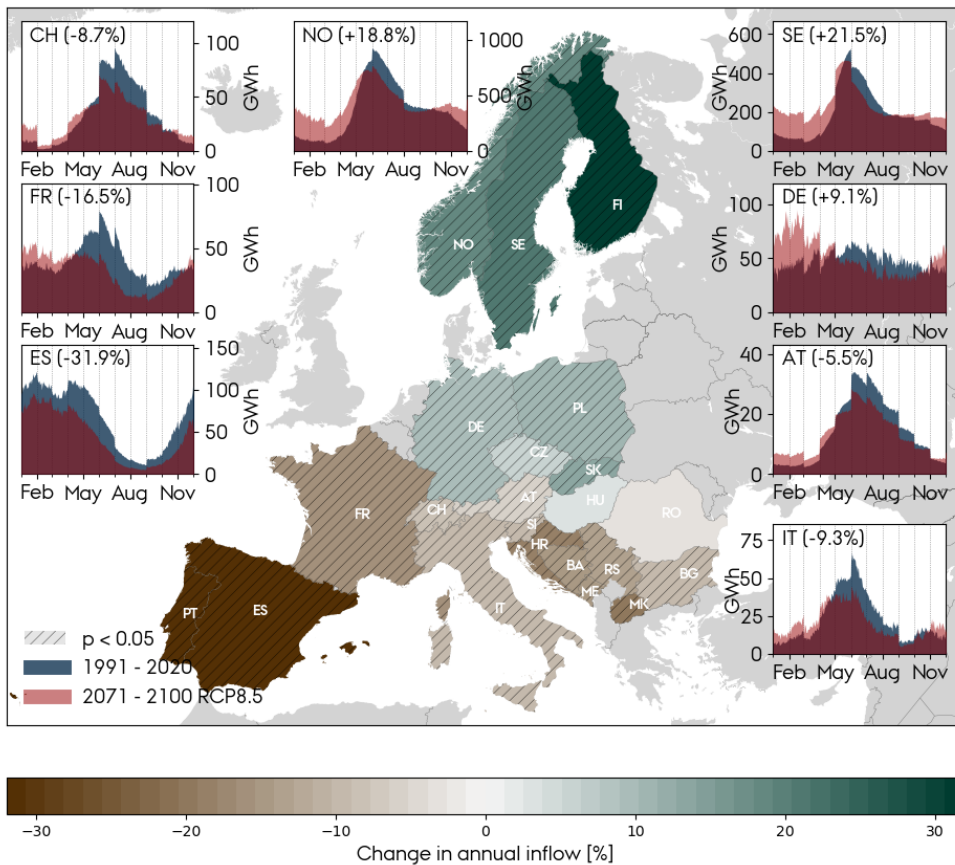 CH (-8.7%)
100
50
0
GWh
Feb May Aug Nov
NO (+18.8%)
1000
500
0
GWh
Feb May Aug Nov
SE (+21.5%)
600
400
200
0
GWh
Feb May Aug Nov
FR (-16.5%)
100
50
0
GWh
Feb May Aug Nov
DE (+9.1%)
100
50
0
GWh
Feb May Aug Nov
ES (-31.9%)
150
100
50
0
GWh
Feb May Aug Nov
AT (-5.5%)
40
20
0
GWh
Feb May Aug Nov
IT (-9.3%)
75
50
25
0
GWh
Feb May Aug Nov
FI
NO
SE
PL
DE
CZ
SK
AT
HU
CH
FR
RO
SI
HR
BA
RS
BG
ME
MK
IT
PT
ES
p < 0.05
1991 - 2020
2071 - 2100 RCP8.5
−30 −20 −10 0 10 20 30
Change in annual inflow [%]